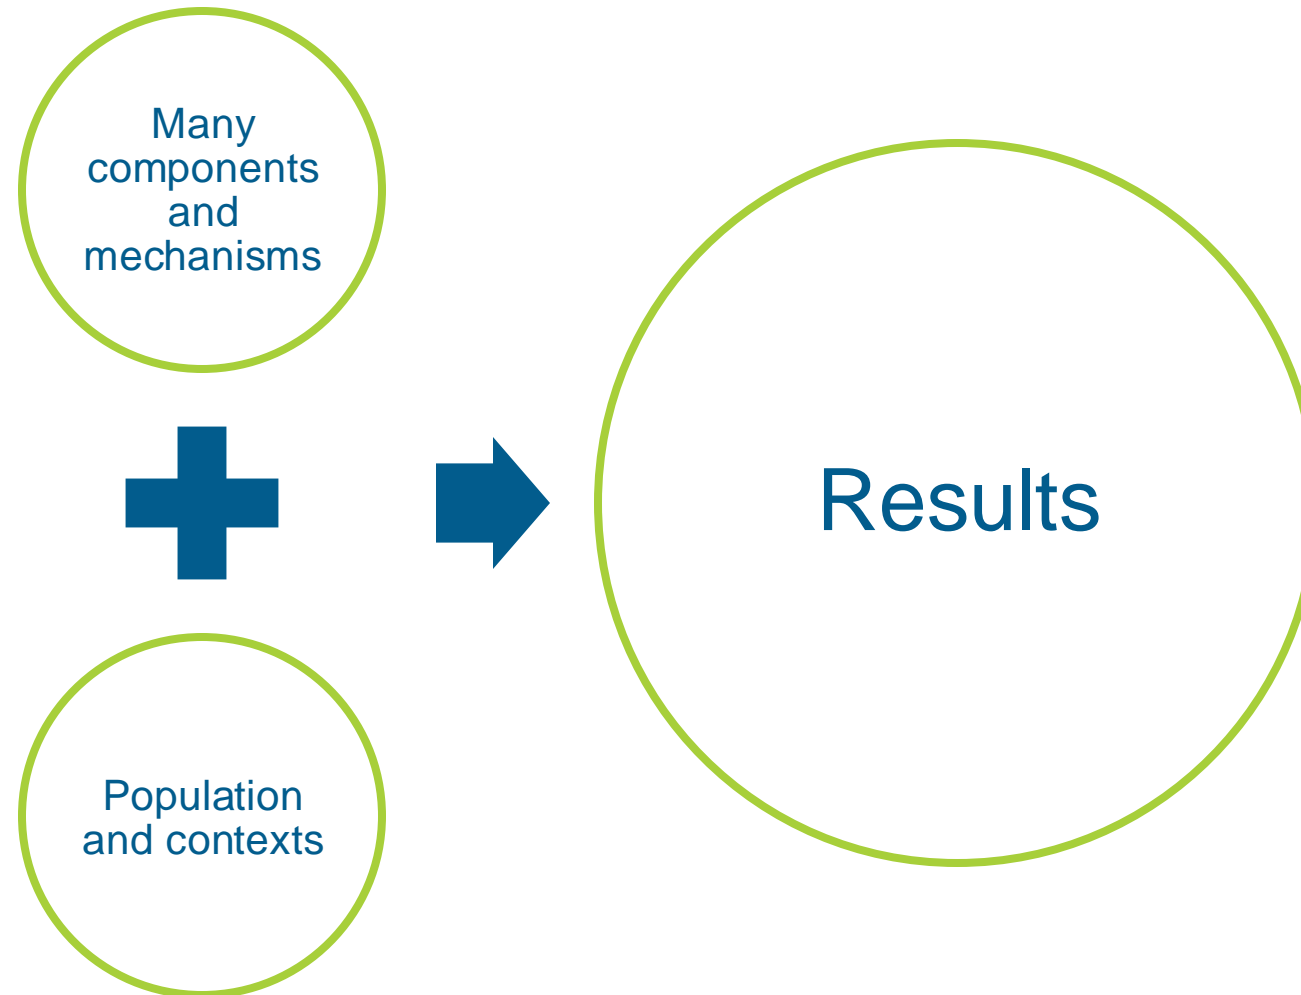 Many
components
and
mechanisms
Population
and contexts
Results